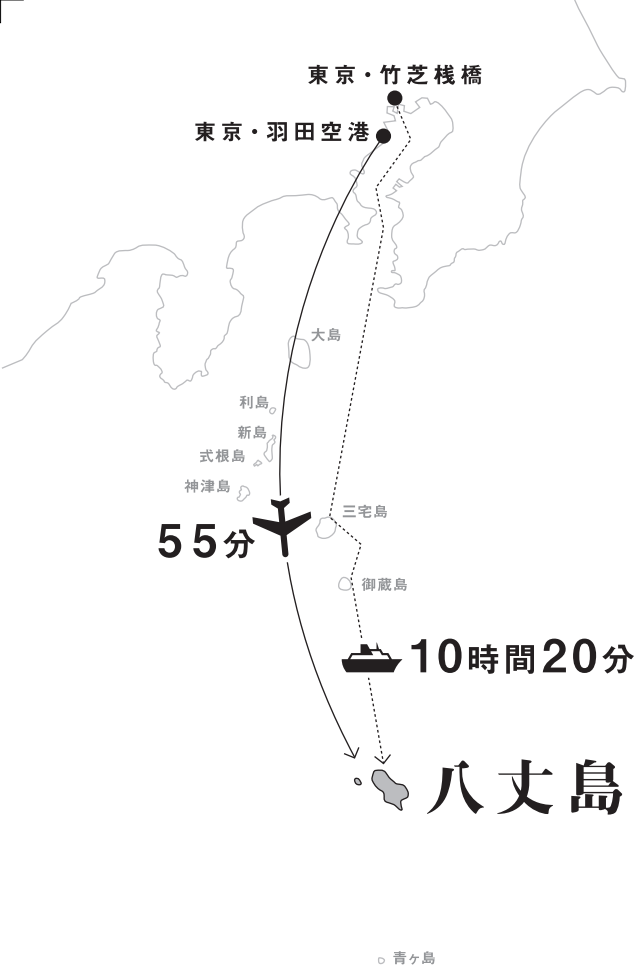 東京・竹芝桟橋
東京・羽田空港
大島
利島
新島
式根島
神津島
三宅島
55分
御蔵島
10時間20分
八丈島
青ヶ島